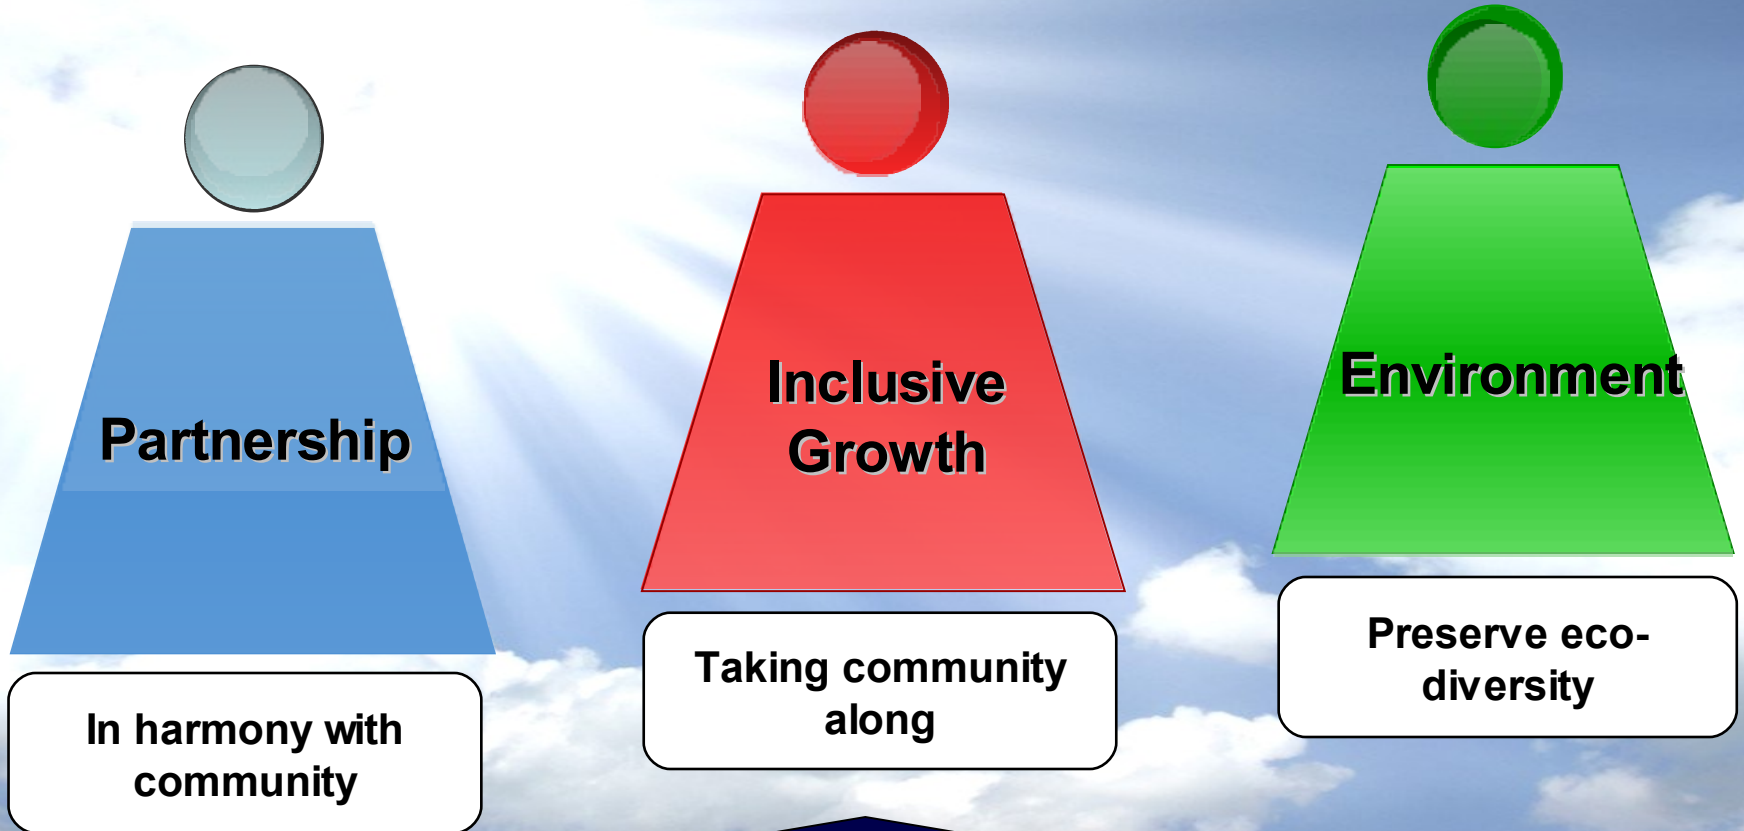 Partnership
In harmony with
community
Inclusive
Growth
Taking community
along
Environment
Preserve eco-
diversity